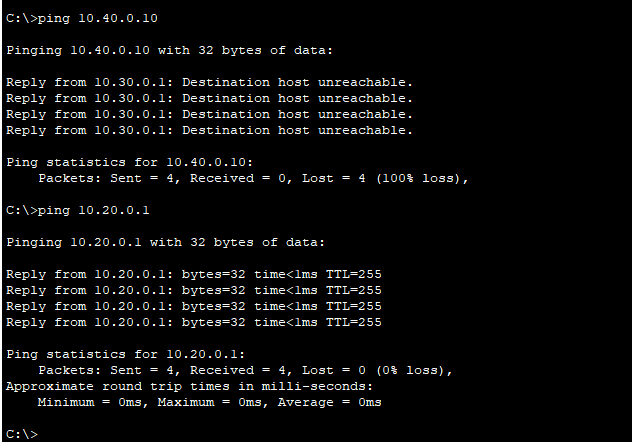 C:\>ping 10.40.0.10
Pinging 10.40.0.10 with 32 bytes of data:
Reply from 10.30.0.1: Destination host unreachable.
Reply from 10.30.0.1: Destination host unreachable.
Reply from 10.30.0.1: Destination host unreachable.
Reply from 10.30.0.1: Destination host unreachable.
Ping statistics for 10.40.0.10:
    Packets: Sent = 4, Received = 0, Lost = 4 (100% loss),
C:\>ping 10.20.0.1
Pinging 10.20.0.1 with 32 bytes of data:
Reply from 10.20.0.1: bytes=32 time<1ms TTL=255
Reply from 10.20.0.1: bytes=32 time<1ms TTL=255
Reply from 10.20.0.1: bytes=32 time<1ms TTL=255
Reply from 10.20.0.1: bytes=32 time<1ms TTL=255
Ping statistics for 10.20.0.1:
    Packets: Sent = 4, Received = 4, Lost = 0 (0% loss),
Approximate round trip times in milli-seconds:
    Minimum = 0ms, Maximum = 0ms, Average = 0ms
C:\>